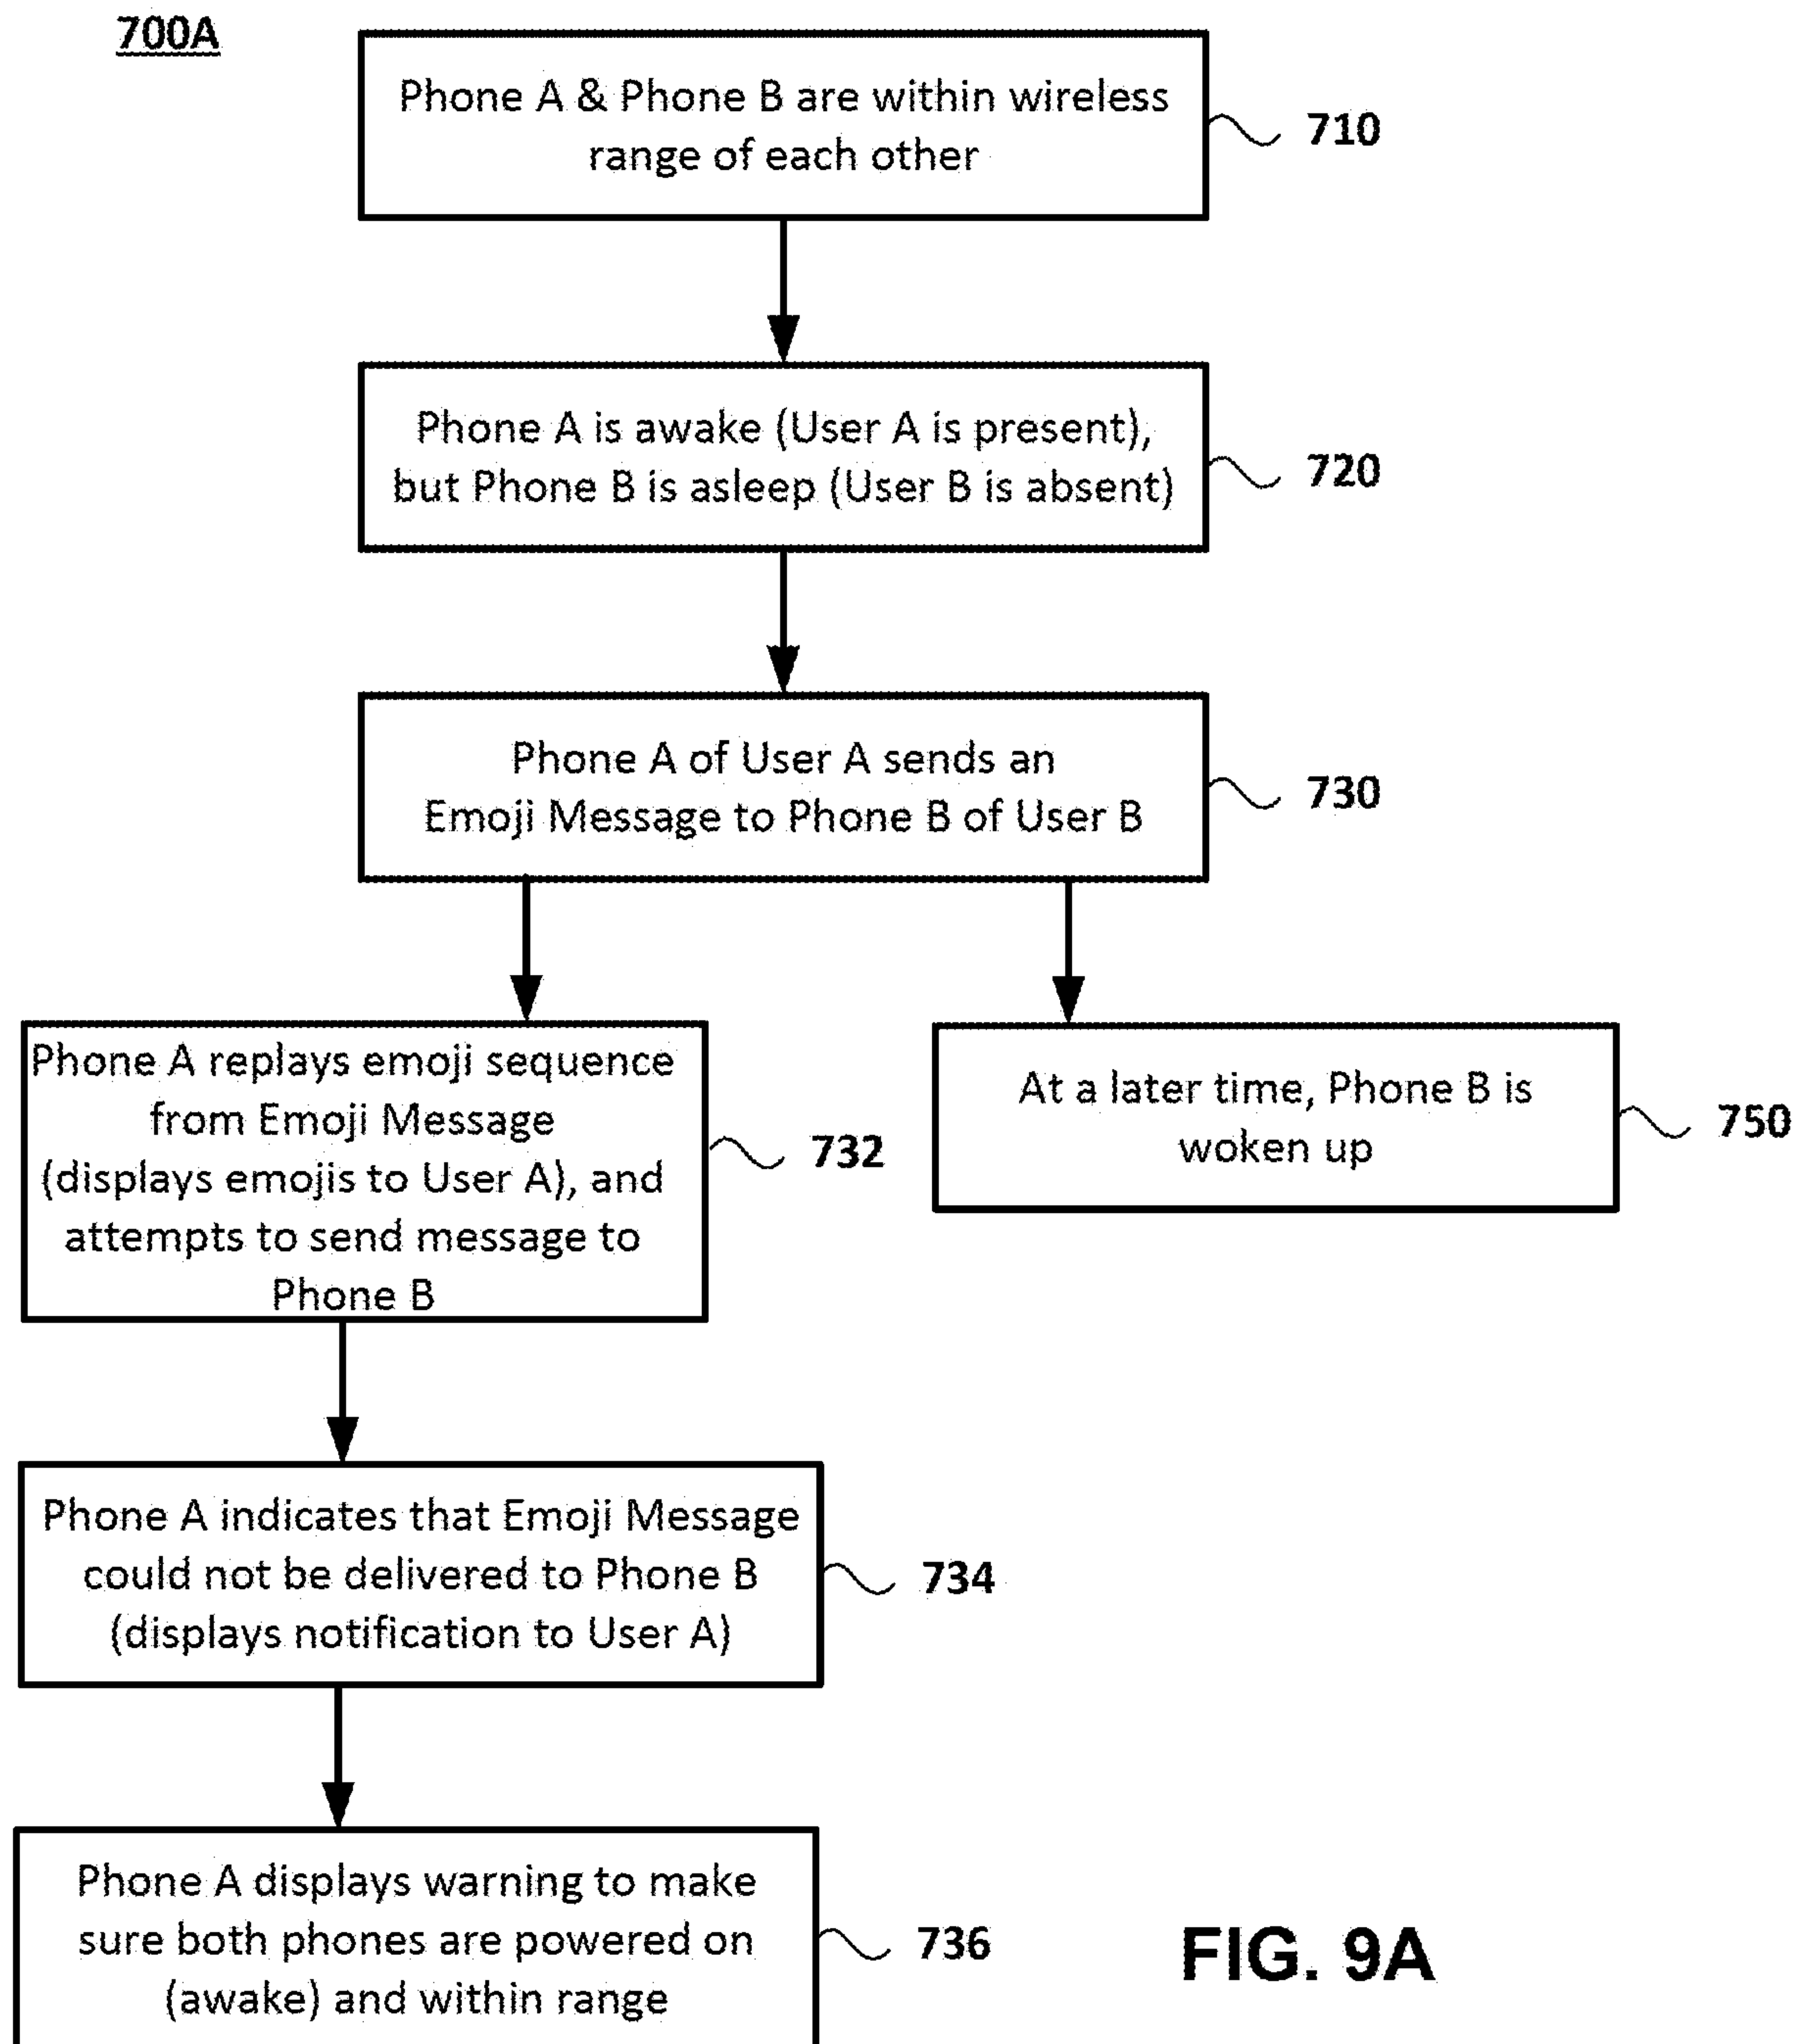 700A
Phone A & Phone B are within wireless
range of each other
710
Phone A is awake (User A is present),
but Phone B is asleep (User B is absent)
720
Phone A of User A sends an
Emoji Message to Phone B of User B
730
Phone A replays emoji sequence
from Emoji Message
(displays emojis to User A), and
attempts to send message to
Phone B
732
At a later time, Phone B is
woken up
750
Phone A indicates that Emoji Message
could not be delivered to Phone B
(displays notification to User A)
734
Phone A displays warning to make
sure both phones are powered on
(awake) and within range
736
FIG. 9A